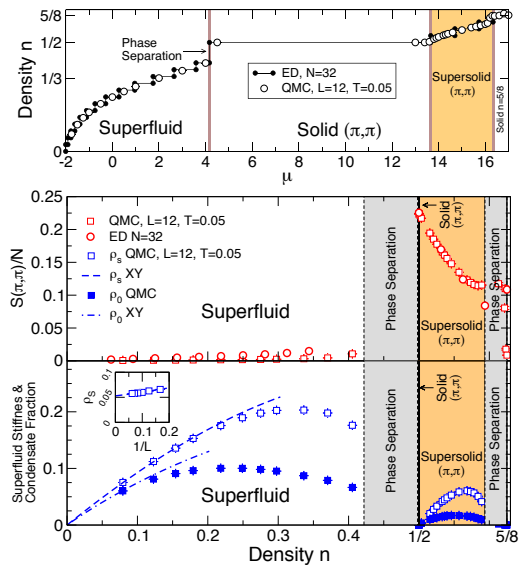 5/8
1/2
1/3
0
Density n
Phase
Separation
Superfluid
Solid (π,π)
Supersolid
(π,π)
Solid n=5/8
ED, N=32
QMC, L=12, T=0.05
-2 0 2 4 6 8 10 12 14 16
μ
0.25
0.2
0.15
0.1
0.05
0
S(π,π)/N
QMC, L=12, T=0.05
ED N=32
ρs QMC, L=12, T=0.05
ρs XY
ρ0 QMC
ρ0 XY
Superfluid
Phase Separation
Solid
(π,π)
Supersolid
(π,π)
Phase Separation
Superfluid Stiffness &
Condensate Fraction
0.2
0.1
0.0
ρS
0.1
0.05
0
0 0.1 0.2
1/L
Superfluid
Phase Separation
Solid
(π,π)
Supersolid
(π,π)
Phase Separation
0 0.1 0.2 0.3 0.4 1/2 5/8
Density n